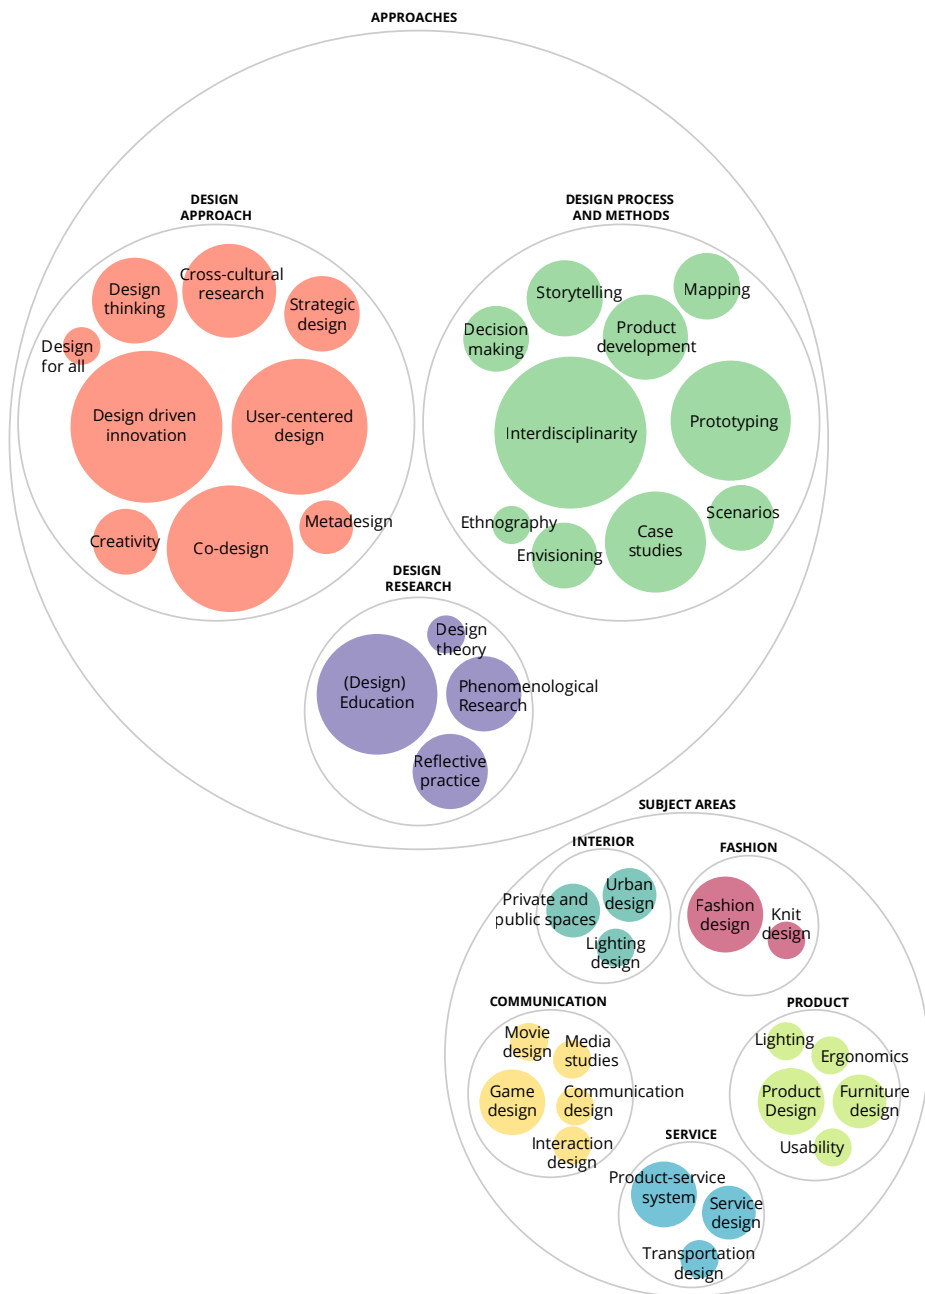 APPROACHES
DESIGN
APPROACH
Cross-cultural
research
Design
thinking
Strategic
design
Design
for all
Design driven
innovation
User-centered
design
Creativity
Co-design
Metadesign
DESIGN PROCESS
AND METHODS
Mapping
Storytelling
Decision
making
Product
development
Interdisciplinarity
Prototyping
Ethnography
Envisioning
Case
studies
Scenarios
DESIGN
RESEARCH
Design
theory
(Design)
Education
Phenomenological
Research
Reflective
practice
SUBJECT AREAS
INTERIOR
Private and
public spaces
Urban
design
Lighting
design
FASHION
Fashion
design
Knit
design
COMMUNICATION
Movie
design
Media
studies
Game
design
Communication
design
Interaction
design
PRODUCT
Lighting
Ergonomics
Product
Design
Furniture
design
Usability
SERVICE
Product-service
system
Service
design
Transportation
design